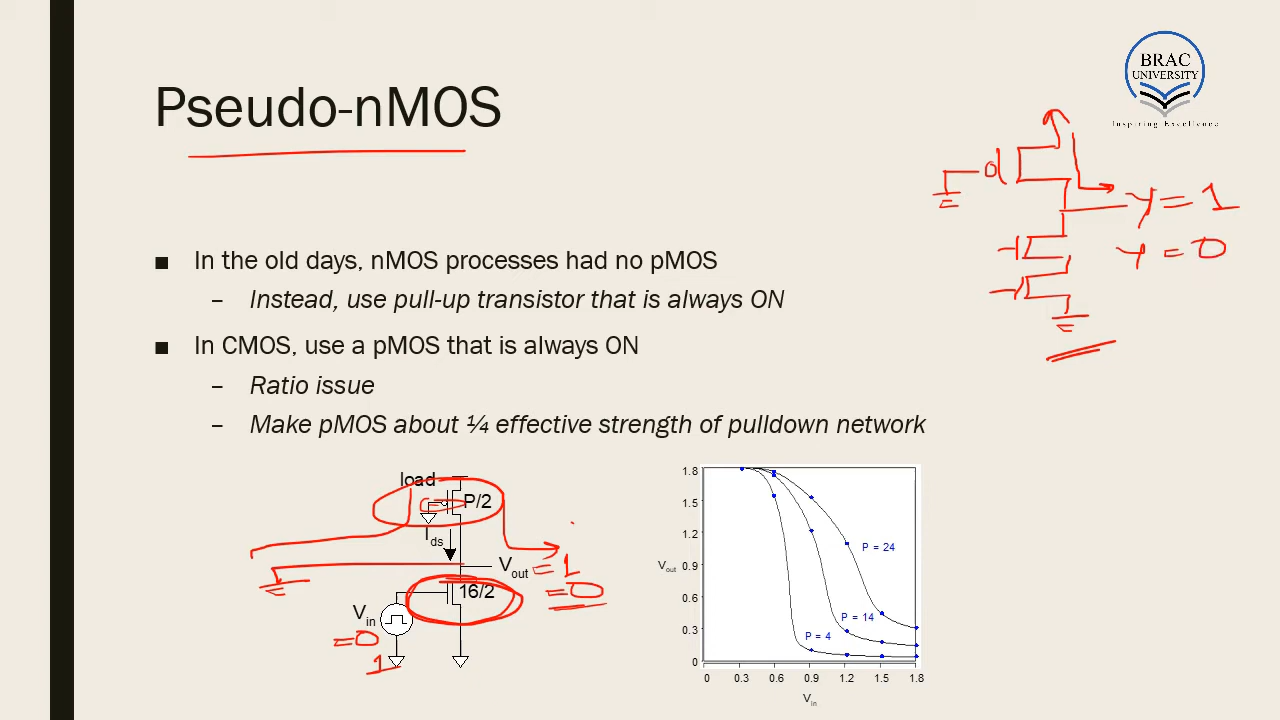 BRAC
UNIVERSITY
Inspiring Excellence
Pseudo-nMOS
Y = 1
Y = 0
■ In the old days, nMOS processes had no pMOS
– Instead, use pull-up transistor that is always ON
■ In CMOS, use a pMOS that is always ON
– Ratio issue
– Make pMOS about ¼ effective strength of pulldown network
load
P/2
Ids
Vout = 1
= 0
16/2
Vin
= 0
1
1.8
1.5
1.2
0.9
0.6
0.3
0
Vout
P = 24
P = 14
P = 4
0 0.3 0.6 0.9 1.2 1.5 1.8
Vin